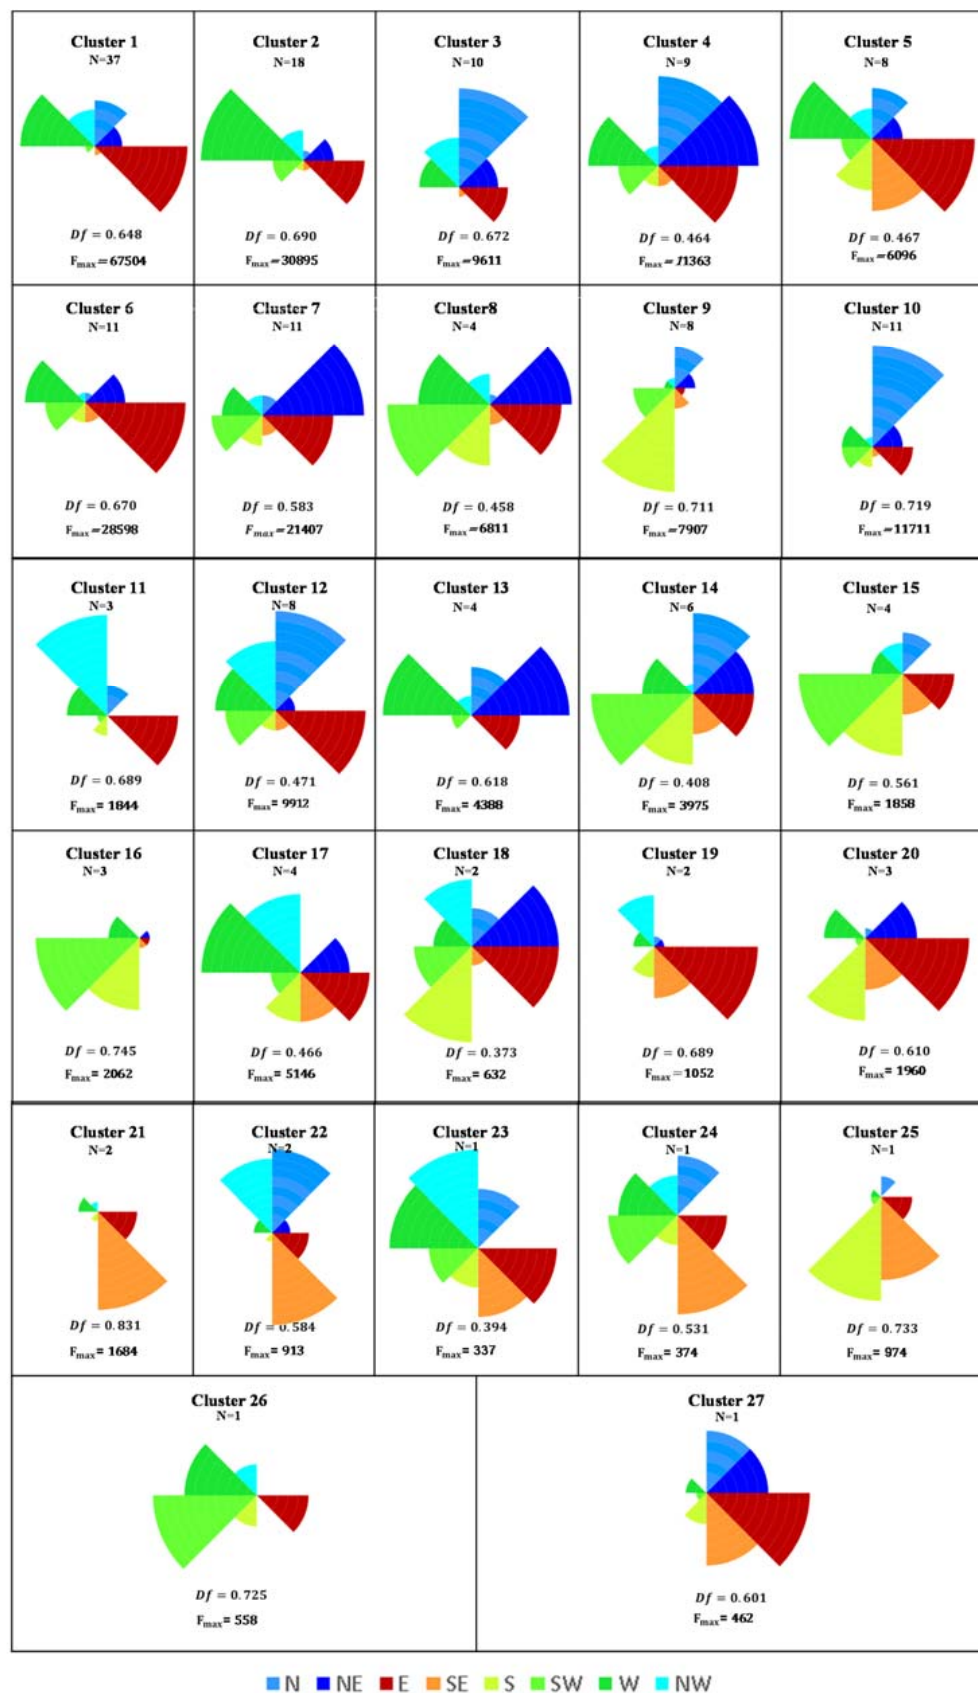 Cluster 1
N=37
Df = 0.648
Fmax=67504
Cluster 2
N=18
Df = 0.690
Fmax=30895
Cluster 3
N=10
Df = 0.672
Fmax=9611
Cluster 4
N=9
Df = 0.464
Fmax=11363
Cluster 5
N=8
Df = 0.467
Fmax=6096
Cluster 6
N=11
Df = 0.670
Fmax=28598
Cluster 7
N=11
Df = 0.583
Fmax=21407
Cluster8
N=4
Df = 0.458
Fmax=6811
Cluster 9
N=8
Df = 0.711
Fmax=7907
Cluster 10
N=11
Df = 0.719
Fmax=11711
Cluster 11
N=3
Df = 0.689
Fmax= 1844
Cluster 12
N=8
Df = 0.471
Fmax= 9912
Cluster 13
N=4
Df = 0.618
Fmax= 4388
Cluster 14
N=6
Df = 0.408
Fmax= 3975
Cluster 15
N=4
Df = 0.561
Fmax= 1858
Cluster 16
N=3
Df = 0.745
Fmax= 2062
Cluster 17
N=4
Df = 0.466
Fmax= 5146
Cluster 18
N=2
Df = 0.373
Fmax= 632
Cluster 19
N=2
Df = 0.689
Fmax=1052
Cluster 20
N=3
Df = 0.610
Fmax= 1960
Cluster 21
N=2
Df = 0.831
Fmax= 1684
Cluster 22
N=2
Df = 0.584
Fmax= 913
Cluster 23
N=1
Df = 0.394
Fmax= 337
Cluster 24
N=1
Df = 0.531
Fmax= 374
Cluster 25
N=1
Df = 0.733
Fmax= 974
Cluster 26
N=1
Df = 0.725
Fmax= 558
Cluster 27
N=1
Df = 0.601
Fmax= 462
N NE E SE S SW W NW